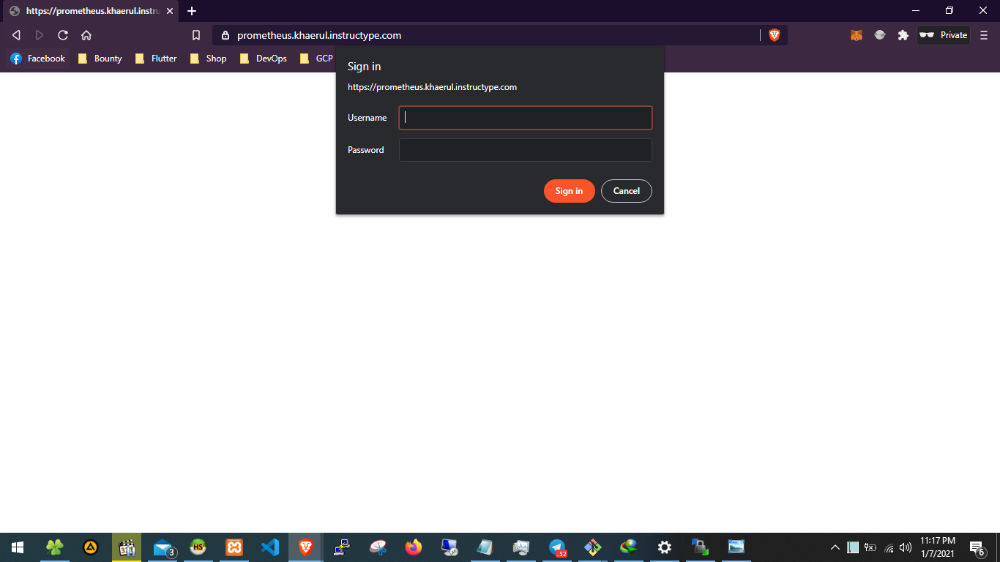 https://prometheus.khaerul.instru
prometheus.khaerul.instructype.com
Private
Facebook
Bounty
Flutter
Shop
DevOps
GCP
Sign in
https://prometheus.khaerul.instructype.com
Username
Password
Sign in
Cancel
3
HS
52
11:17 PM
1/7/2021
6